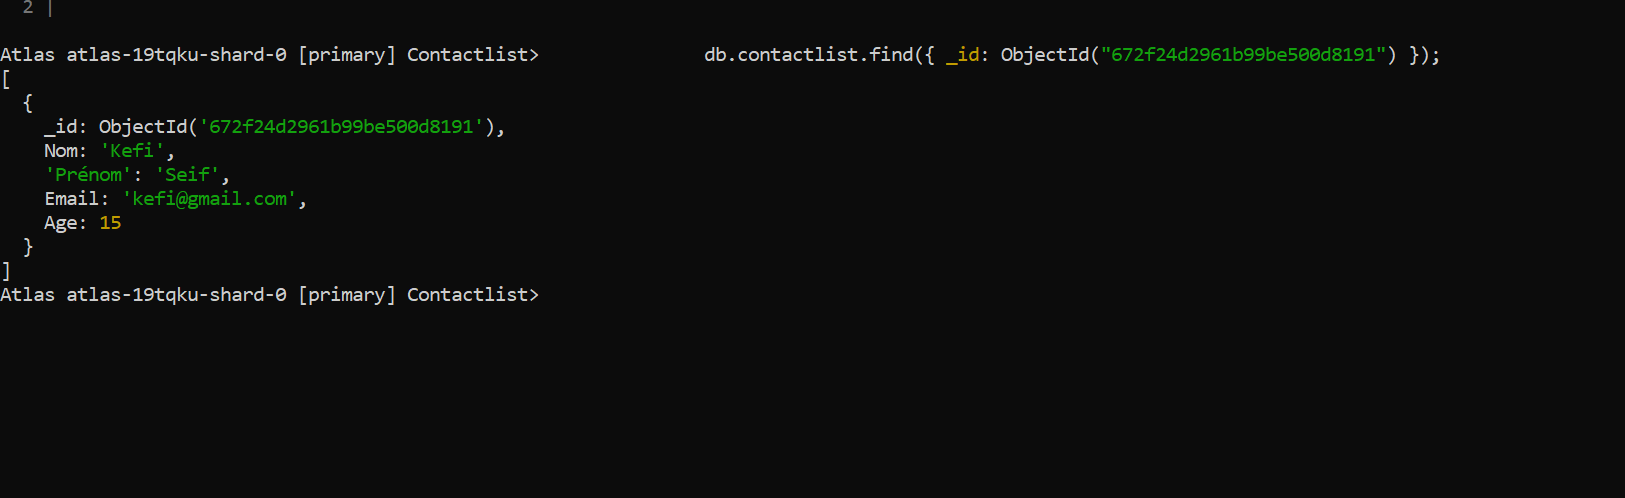 2 |
Atlas atlas-19tqku-shard-0 [primary] Contactlist>               db.contactlist.find({ _id: ObjectId("672f24d2961b99be500d8191") });
[
  {
    _id: ObjectId('672f24d2961b99be500d8191'),
    Nom: 'Kefi',
    'Prénom': 'Seif',
    Email: 'kefi@gmail.com',
    Age: 15
  }
]
Atlas atlas-19tqku-shard-0 [primary] Contactlist>